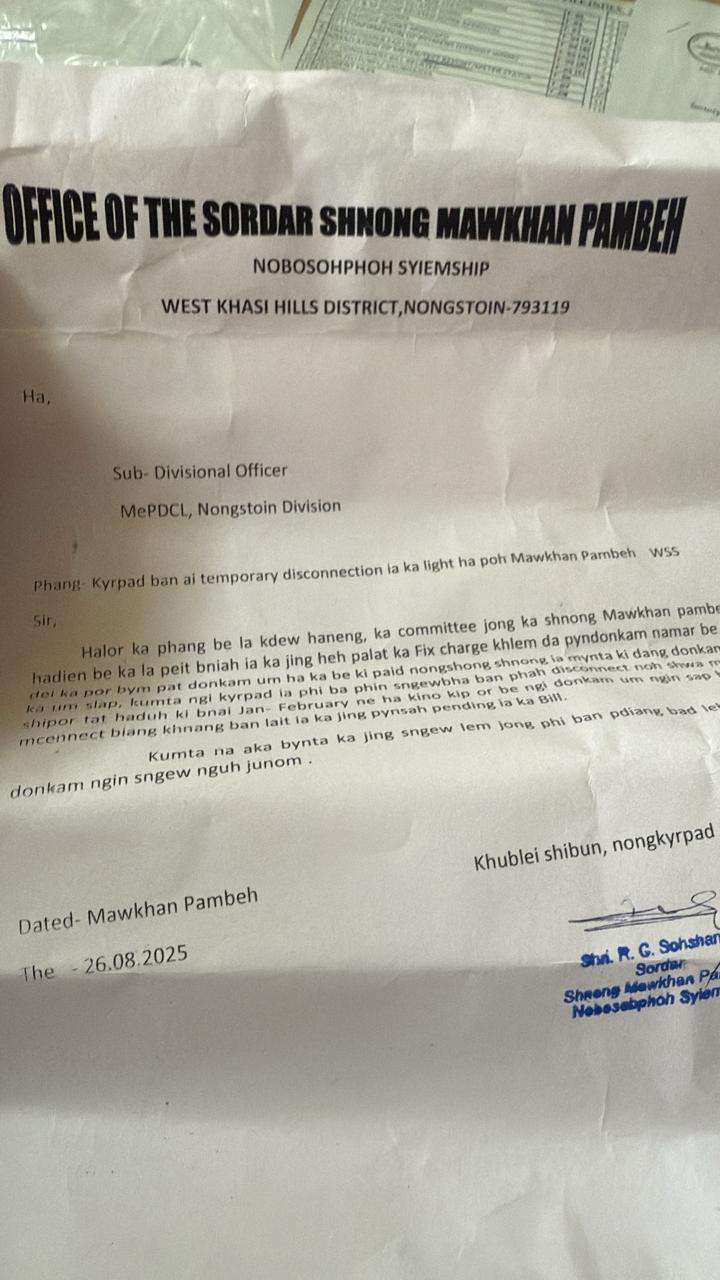 OFFICE OF THE SORDAR SHNONG MAWKHAN PAMBEH
NOBOSOHPHOH SYIEMSHIP
WEST KHASI HILLS DISTRICT,NONGSTOIN-793119
Ha,
Sub- Divisional Officer
MePDCL, Nongstoin Division
Phang- Kyrpad ban ai temporary disconnection ia ka light ha poh Mawkhan Pambeh WSS
Sir,
Halor ka phang be la kdew haneng, ka committee jong ka shnong Mawkhan pambe
hadien be ka la peit bniah ia ka jing heh palat ka Fix charge khlem da pyndonkam namar be
dei ka por bym pat donkam um ha ka be ki paid nongshong shnong ia mynta ki dang donkam
ka um slap, kumta ngi kyrpad ia phi ba phin sngewbha ban phah disconnect noh shwa
shipor tat haduh ki bnai Jan- February ne ha kino kip or be ngi donkam um ngin sap
mcennect biang khnang ban lait ia ka jing pynsah pending ia ka Bill.
Kumta na aka bynta ka jing sngew lem jong phi ban pdiang bad
donkam ngin sngew nguh junom .
Khublei shibun, nongkyrpad
Dated- Mawkhan Pambeh
The - 26.08.2025
Shri. R. G. Sohshan
Sordar
Shnong Mawkhan Pa
Nobosohphoh Syiem